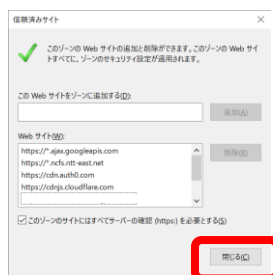 信頼済みサイト
このゾーンの Web サイトの追加と削除ができます。このゾーンの Web サイ
トすべてに、ゾーンのセキュリティ設定が適用されます。
この Web サイトをゾーンに追加する(D):
追加(A)
Web サイト(W):
https://*.ajax.googleapis.com
https://*.ncfs.ntt-east.net
https://cdn.auth0.com
https://cdnjs.cloudflare.com
削除(R)
このゾーンのサイトにはすべてサーバーの確認 (https:) を必要とする(S)
閉じる(C)